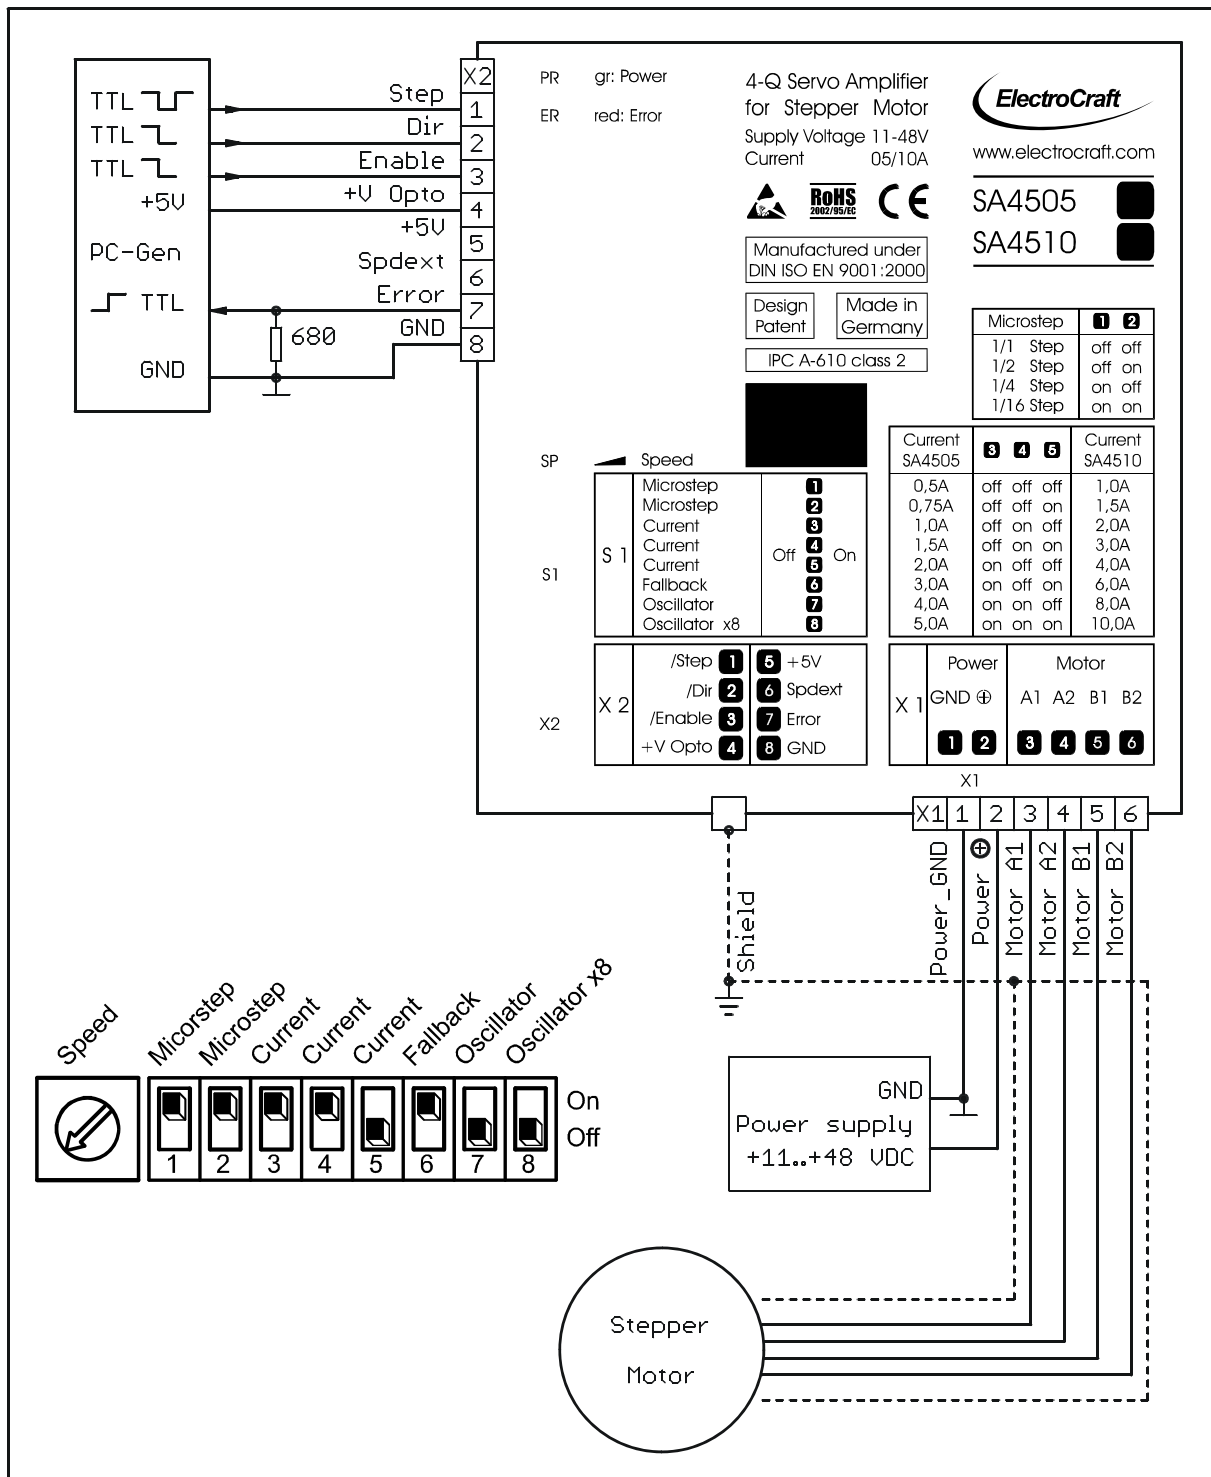 X2
TTL
Step
1
TTL
Dir
2
TTL
Enable
3
+5V
+V Opto
4
+5V
5
PC-Gen
Spdext
6
TTL
Error
7
680
GND
GND
8
PR gr: Power
ER red: Error
4-Q Servo Amplifier
for Stepper Motor
Supply Voltage 11-48V
Current 05/10A
ElectroCraft
www.electrocraft.com
RoHS
2002/95/EC
CE
SA4505
SA4510
Manufactured under
DIN ISO EN 9001:2000
Design
Patent
Made in
Germany
IPC A-610 class 2
Microstep 1 2
1/1 Step off off
1/2 Step off on
1/4 Step on off
1/16 Step on on
Current
SA4505
3 4 5
Current
SA4510
0,5A off off off 1,0A
0,75A off off on 1,5A
1,0A off on off 2,0A
1,5A off on on 3,0A
2,0A on off off 4,0A
3,0A on off on 6,0A
4,0A on on off 8,0A
5,0A on on on 10,0A
SP Speed
S1
S 1
Microstep 1
Microstep 2
Current 3
Current 4
Current 5
Fallback 6
Oscillator 7
Oscillator x8 8
Off On
X2
X 2
/Step 1 5 +5V
/Dir 2 6 Spdext
/Enable 3 7 Error
+V Opto 4 8 GND
X 1
Power Motor
GND ⊕ A1 A2 B1 B2
1 2 3 4 5 6
X1
X1 1 2 3 4 5 6
Power_GND
Power ⊕
Motor A1
Motor A2
Motor B1
Motor B2
Shield
Speed
Micorstep
Microstep
Current
Current
Current
Fallback
Oscillator
Oscillator x8
On
Off
1 2 3 4 5 6 7 8
GND
Power supply
+11..+48 VDC
Stepper
Motor